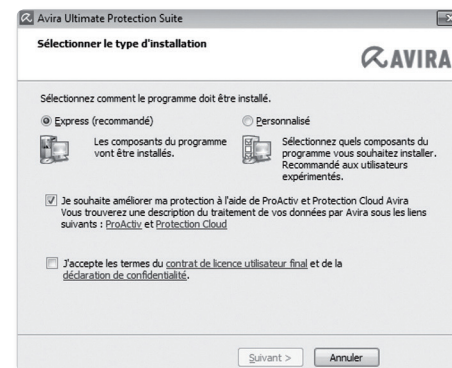 Avira Ultimate Protection Suite
Sélectionner le type d'installation
AVIRA
Sélectionnez comment le programme doit être installé.
Express (recommandé)
Les composants du programme
vont être installés.
Personnalisé
Sélectionnez quels composants du
programme vous souhaitez installer.
Recommandé aux utilisateurs
expérimentés.
Je souhaite améliorer ma protection à l'aide de ProActiv et Protection Cloud Avira
Vous trouverez une description du traitement de vos données par Avira sous les liens
suivants : ProActiv et Protection Cloud
J'accepte les termes du contrat de licence utilisateur final et de la
déclaration de confidentialité.
Suivant >
Annuler